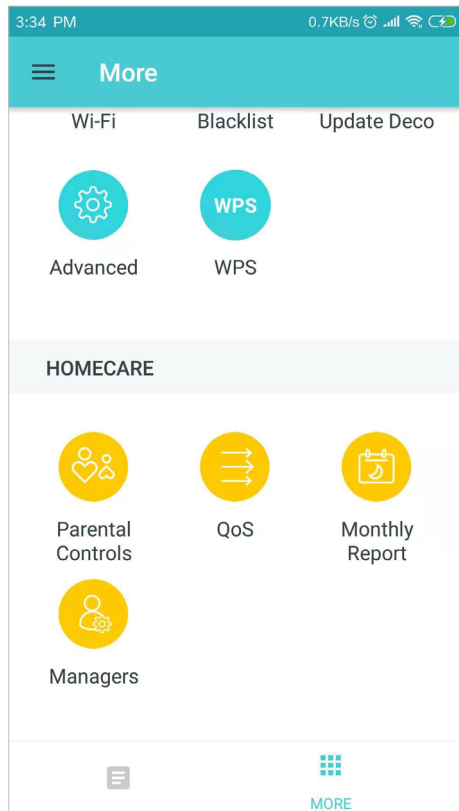 3:34 PM 0.7KB/s
More
Wi-Fi Blacklist Update Deco
WPS
Advanced WPS
HOMECARE
Parental Controls QoS Monthly Report
Managers
MORE